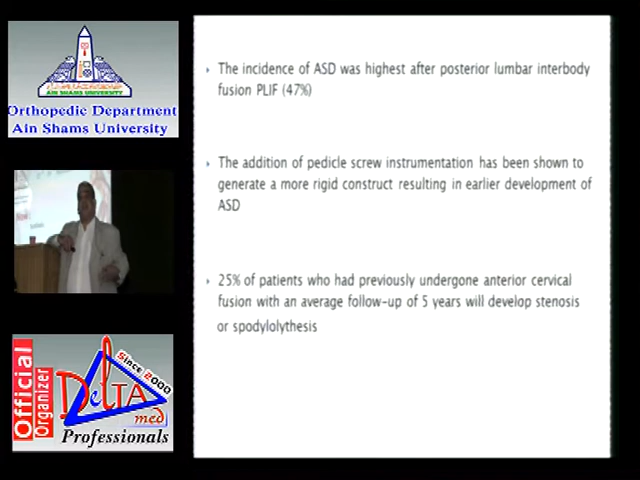 AIN SHAMS UNIVERSITY
Orthopedic Department
Ain Shams University
The incidence of ASD was highest after posterior lumbar interbody
fusion PLIF (47%)
The addition of pedicle screw instrumentation has been shown to
generate a more rigid construct resulting in earlier development of
ASD
25% of patients who had previously undergone anterior cervical
fusion with an average follow-up of 5 years will develop stenosis
or spodylolythesis
Official
Organizer
Since 2000
DelTA
med
Professionals